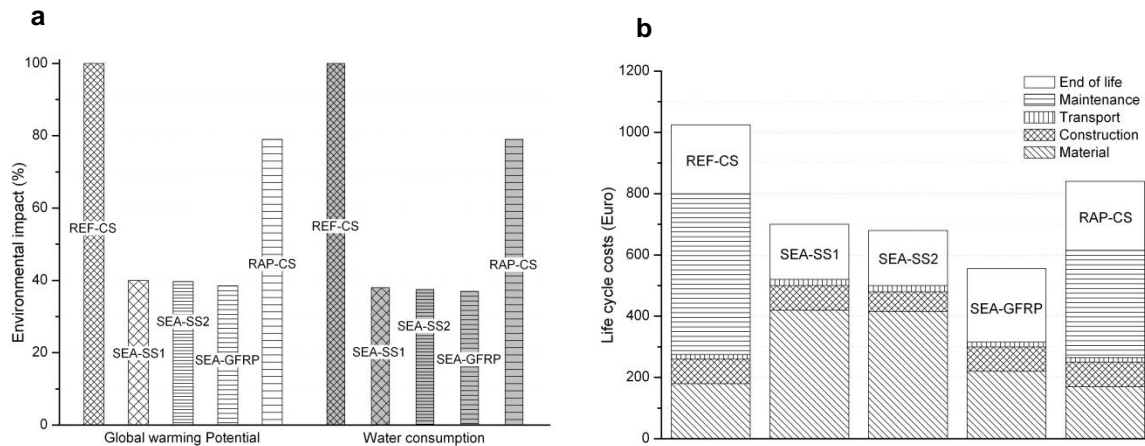 a
Environmental impact (%)
100
80
60
40
20
0
REF-CS
SEA-SS1
SEA-SS2
SEA-GFRP
RAP-CS
REF-CS
SEA-SS1
SEA-SS2
SEA-GFRP
RAP-CS
Global warming Potential
Water consumption
b
Life cycle costs (Euro)
1200
1000
800
600
400
200
0
End of life
Maintenance
Transport
Construction
Material
REF-CS
SEA-SS1
SEA-SS2
SEA-GFRP
RAP-CS